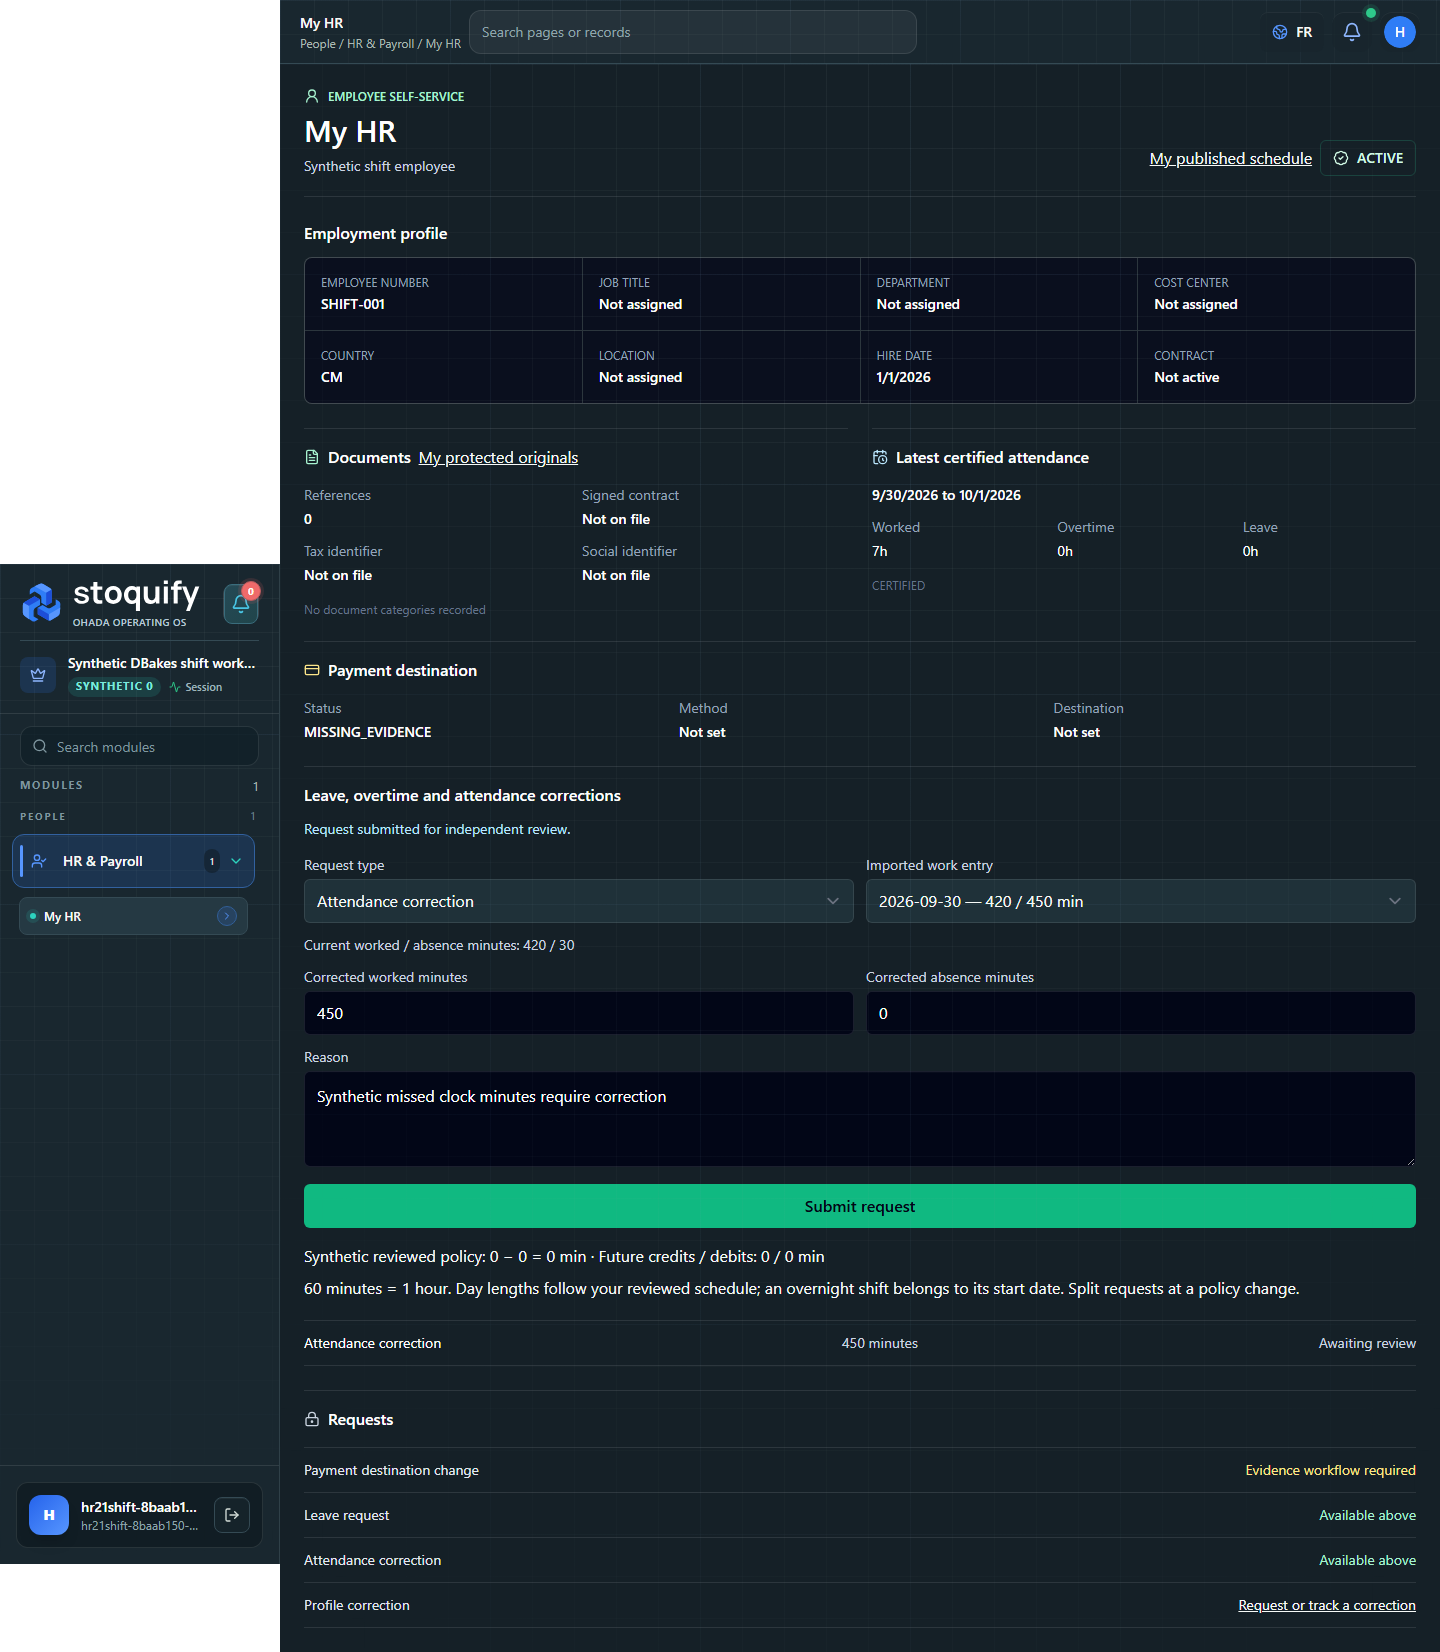 My HR
People / HR & Payroll / My HR
Search pages or records
FR
H
EMPLOYEE SELF-SERVICE
My HR
Synthetic shift employee
My published schedule
ACTIVE
Employment profile
EMPLOYEE NUMBER
SHIFT-001
JOB TITLE
Not assigned
DEPARTMENT
Not assigned
COST CENTER
Not assigned
COUNTRY
CM
LOCATION
Not assigned
HIRE DATE
1/1/2026
CONTRACT
Not active
Documents My protected originals
References
0
Signed contract
Not on file
Tax identifier
Not on file
Social identifier
Not on file
No document categories recorded
Latest certified attendance
9/30/2026 to 10/1/2026
Worked
7h
Overtime
0h
Leave
0h
CERTIFIED
Payment destination
Status
MISSING_EVIDENCE
Method
Not set
Destination
Not set
Leave, overtime and attendance corrections
Request submitted for independent review.
Request type
Attendance correction
Imported work entry
2026-09-30 — 420 / 450 min
Current worked / absence minutes: 420 / 30
Corrected worked minutes
450
Corrected absence minutes
0
Reason
Synthetic missed clock minutes require correction
Submit request
Synthetic reviewed policy: 0 − 0 = 0 min · Future credits / debits: 0 / 0 min
60 minutes = 1 hour. Day lengths follow your reviewed schedule; an overnight shift belongs to its start date. Split requests at a policy change.
Attendance correction
450 minutes
Awaiting review
Requests
Payment destination change
Evidence workflow required
Leave request
Available above
Attendance correction
Available above
Profile correction
Request or track a correction
stoquify
OHADA OPERATING OS
0
Synthetic DBakes shift work...
SYNTHETIC 0
Session
Search modules
MODULES
1
PEOPLE
1
HR & Payroll
1
My HR
H
hr21shift-8baab1...
hr21shift-8baab150-...